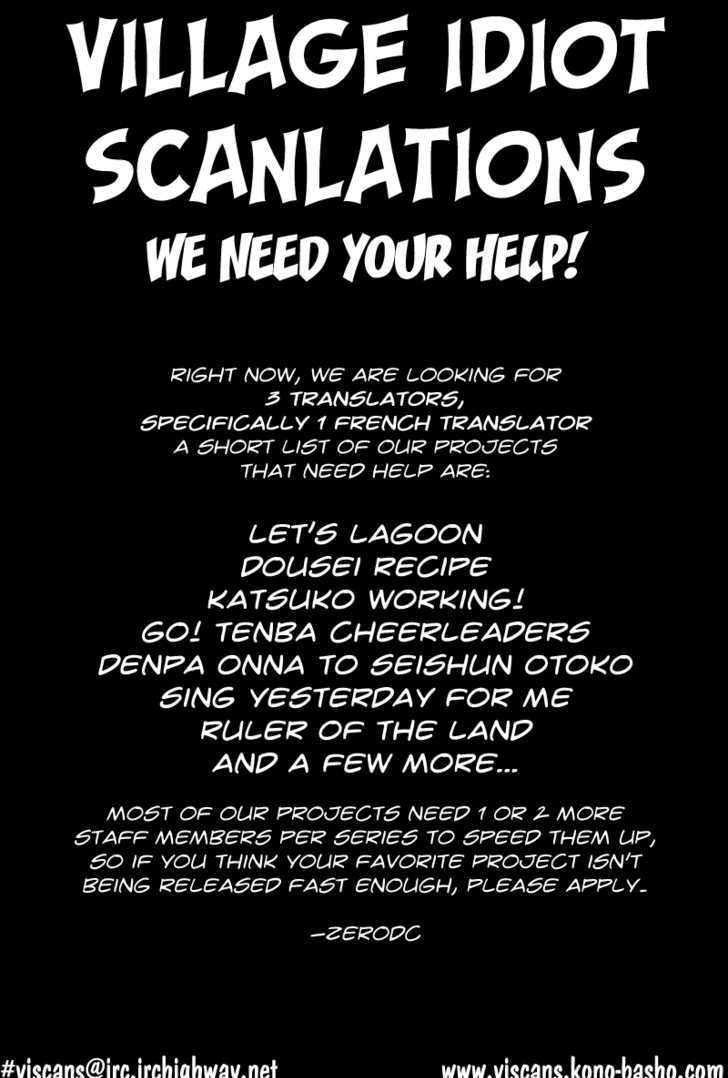 VILLAGE IDIOT
SCANLATIONS
WE NEED YOUR HELP!
RIGHT NOW, WE ARE LOOKING FOR
3 TRANSLATORS,
SPECIFICALLY 1 FRENCH TRANSLATOR
A SHORT LIST OF OUR PROJECTS
THAT NEED HELP ARE:
LET'S LAGOON
DOUSEI RECIPE
KATSUKO WORKING!
GO! TENBA CHEERLEADERS
DENPA ONNA TO SEISHUN OTOKO
SING YESTERDAY FOR ME
RULER OF THE LAND
AND A FEW MORE...
MOST OF OUR PROJECTS NEED 1 OR 2 MORE
STAFF MEMBERS PER SERIES TO SPEED THEM UP,
SO IF YOU THINK YOUR FAVORITE PROJECT ISN'T
BEING RELEASED FAST ENOUGH, PLEASE APPLY.
-ZERODC
#viscans@irc.irchighway.net
www.viscans.kono-basho.com